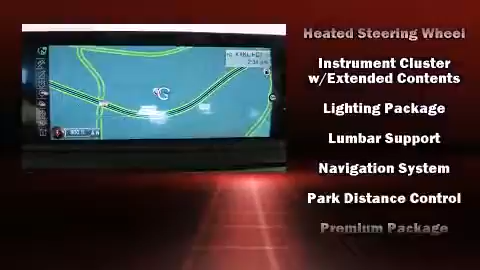 Heated Steering Wheel
Instrument Cluster
w/Extended Contents
Lighting Package
Lumbar Support
Navigation System
Park Distance Control
Premium Package